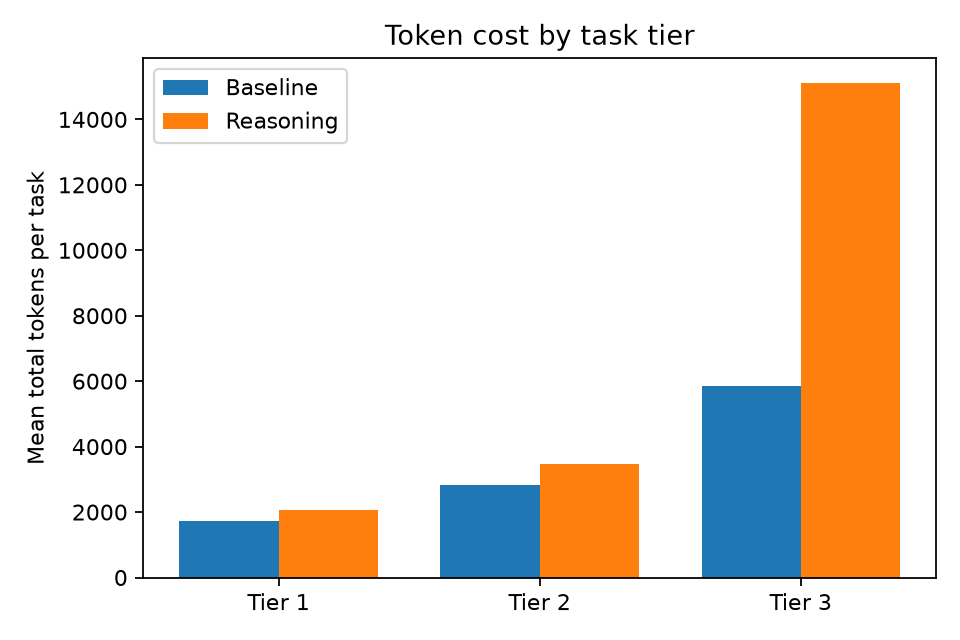 Token cost by task tier
Baseline
Reasoning
Mean total tokens per task
14000
12000
10000
8000
6000
4000
2000
0
Tier 1
Tier 2
Tier 3